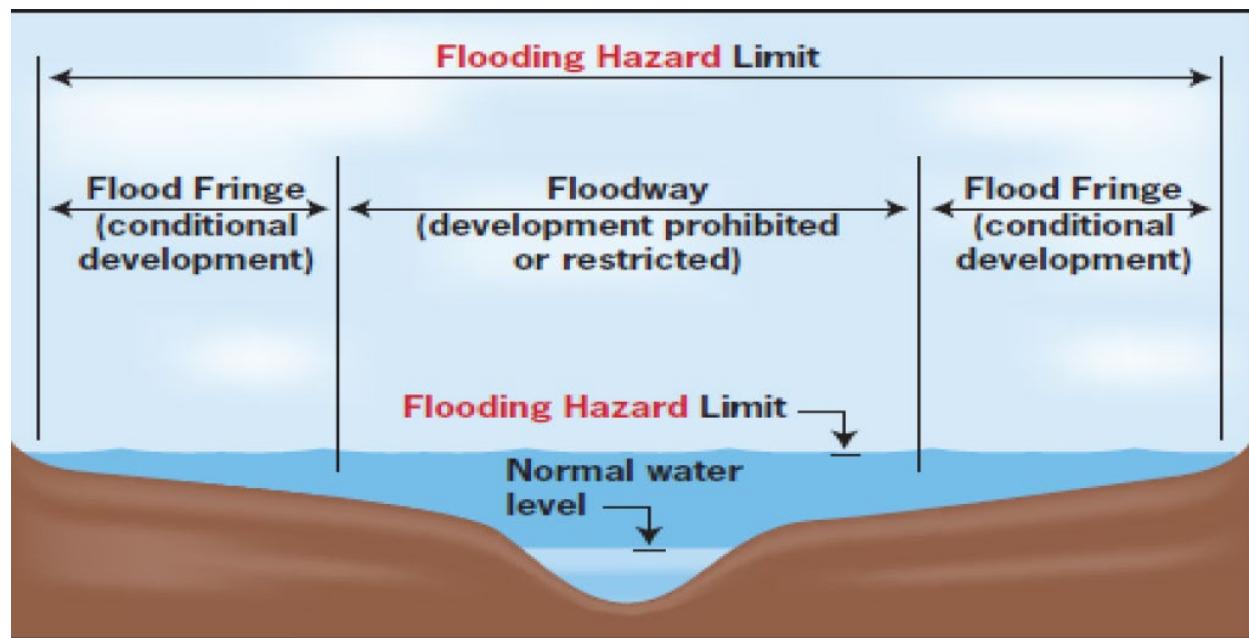 Flooding Hazard Limit
Flood Fringe
(conditional
development)
Floodway
(development prohibited
or restricted)
Flood Fringe
(conditional
development)
Flooding Hazard Limit
Normal water
level